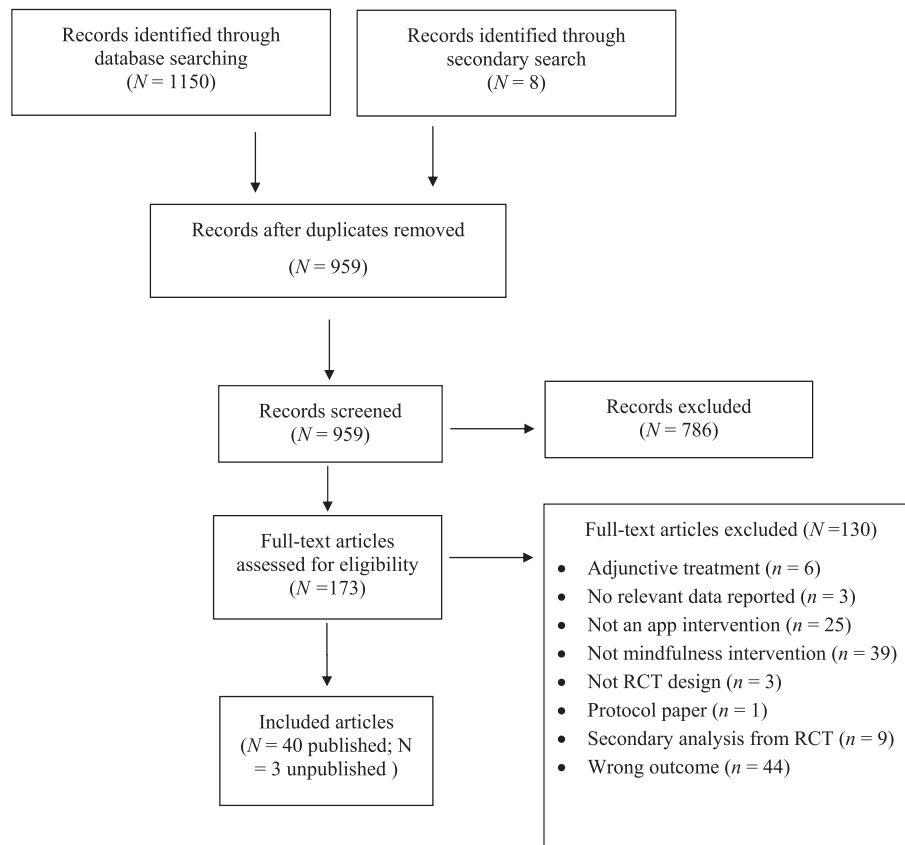 Records identified through
database searching
(N = 1150)
Records identified through
secondary search
(N = 8)
Records after duplicates removed
(N = 959)
Records screened
(N = 959)
Records excluded
(N = 786)
Full-text articles
assessed for eligibility
(N =173)
Full-text articles excluded (N =130)
• Adjunctive treatment (n = 6)
• No relevant data reported (n = 3)
• Not an app intervention (n = 25)
• Not mindfulness intervention (n = 39)
• Not RCT design (n = 3)
• Protocol paper (n = 1)
• Secondary analysis from RCT (n = 9)
• Wrong outcome (n = 44)
Included articles
(N = 40 published; N
= 3 unpublished )